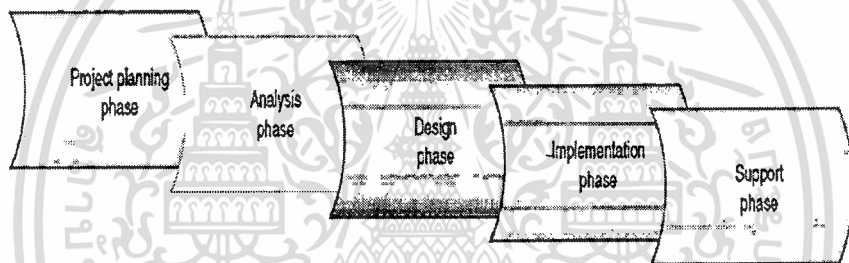 Project planning
phase
Analysis
phase
Design
phase
Implementation
phase
Support
phase